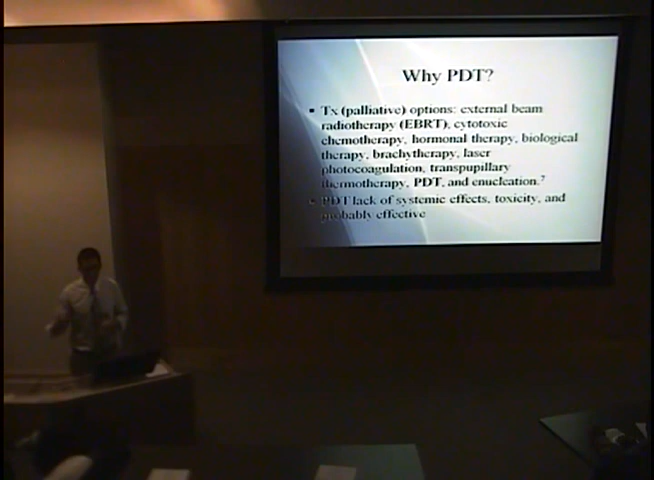 Why PDT?
Tx (palliative) options: external beam
radiotherapy (EBRT), cytotoxic
chemotherapy, hormonal therapy, biological
therapy, brachytherapy, laser
photocoagulation, transpupillary
thermotherapy, PDT, and enucleation.7
PDT lack of systemic effects, toxicity, and
probably effective